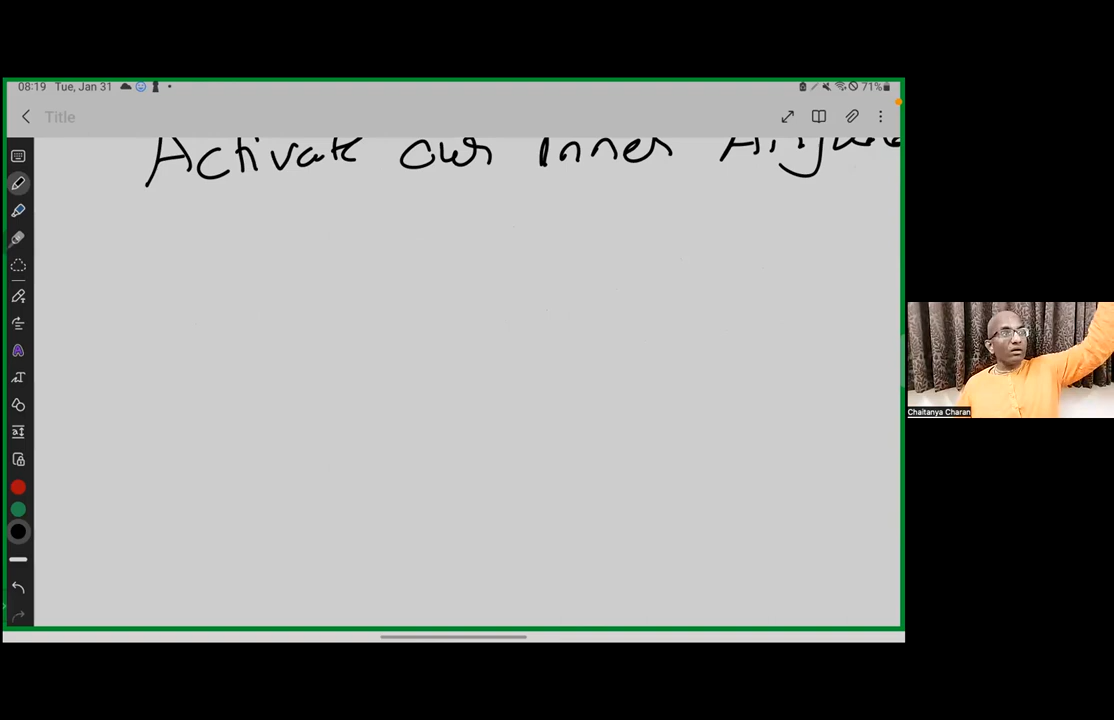 08:19 Tue, Jan 31 71%
Title
Activate our Inner
Chaitanya Charan